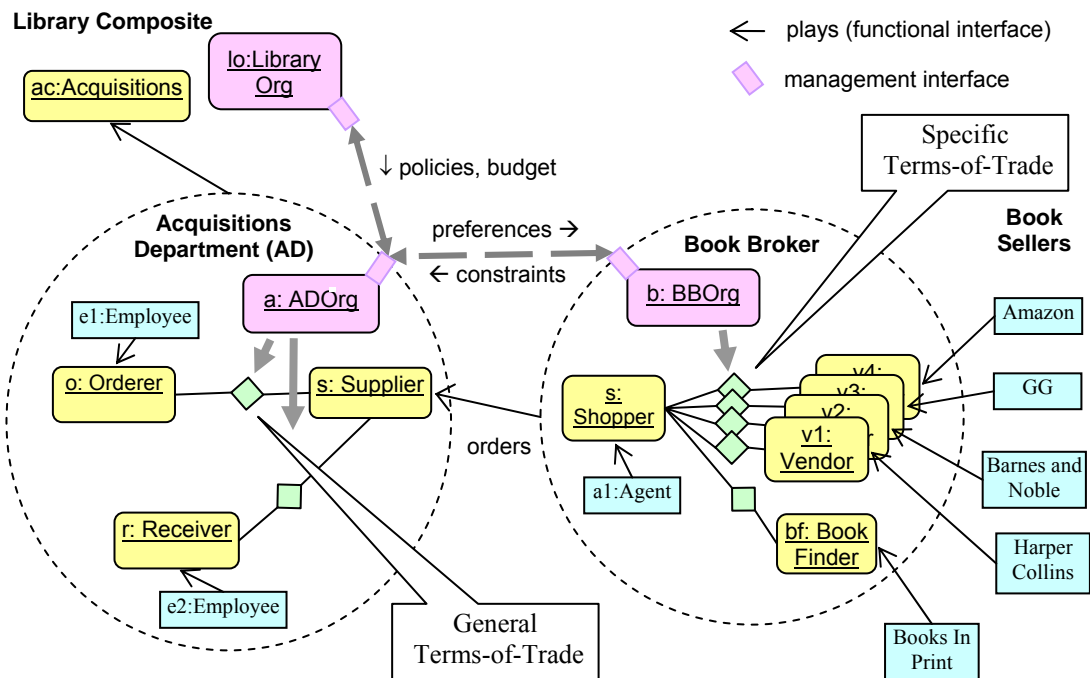 Library Composite
lo:Library
Org
ac:Acquisitions
plays (functional interface)
management interface
Specific
Terms-of-Trade
↓ policies, budget
Acquisitions
Department (AD)
preferences →
← constraints
Book Broker
Book
Sellers
a: ADOrg
b: BBOrg
e1:Employee
o: Orderer
s: Supplier
orders
s:
Shopper
a1:Agent
v4:
v3:
v2:
v1:
Vendor
Amazon
GG
Barnes and
Noble
Harper
Collins
r: Receiver
e2:Employee
bf: Book
Finder
Books In
Print
General
Terms-of-Trade